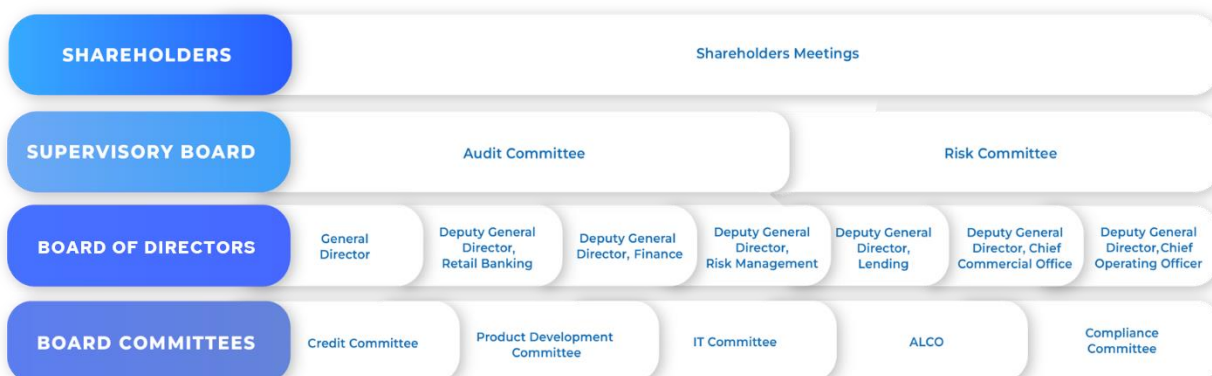 SHAREHOLDERS
Shareholders Meetings
SUPERVISORY BOARD
Audit Committee
Risk Committee
BOARD OF DIRECTORS
General
Director
Deputy General
Director,
Retail Banking
Deputy General
Director, Finance
Deputy General
Director,
Risk Management
Deputy General
Director,
Lending
Deputy General
Director, Chief
Commercial Office
Deputy General
Director,Chief
Operating Officer
BOARD COMMITTEES
Credit Committee
Product Development
Committee
IT Committee
ALCO
Compliance
Committee